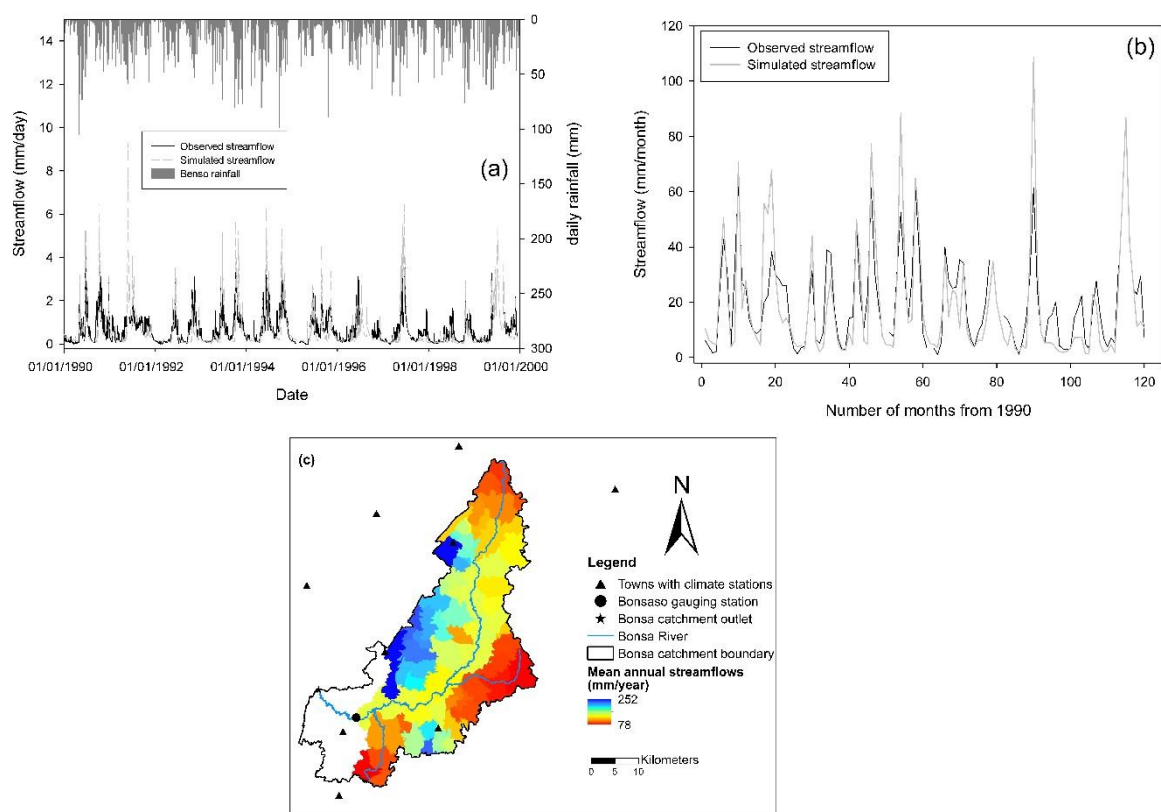 14
12
10
8
6
4
2
0
Streamflow (mm/day)
0
50
100
150
200
250
300
daily rainfall (mm)
Observed streamflow
Simulated streamflow
Benso rainfall
(a)
01/01/1990
01/01/1992
01/01/1994
01/01/1996
01/01/1998
01/01/2000
Date
(b)
Observed streamflow
Simulated streamflow
120
100
80
60
40
20
0
Streamflow (mm/month)
0
20
40
60
80
100
120
Number of months from 1990
(c)
N
Legend
Towns with climate stations
Bonsaso gauging station
Bonsa catchment outlet
Bonsa River
Bonsa catchment boundary
Mean annual streamflows
(mm/year)
252
78
Kilometers
0 5 10